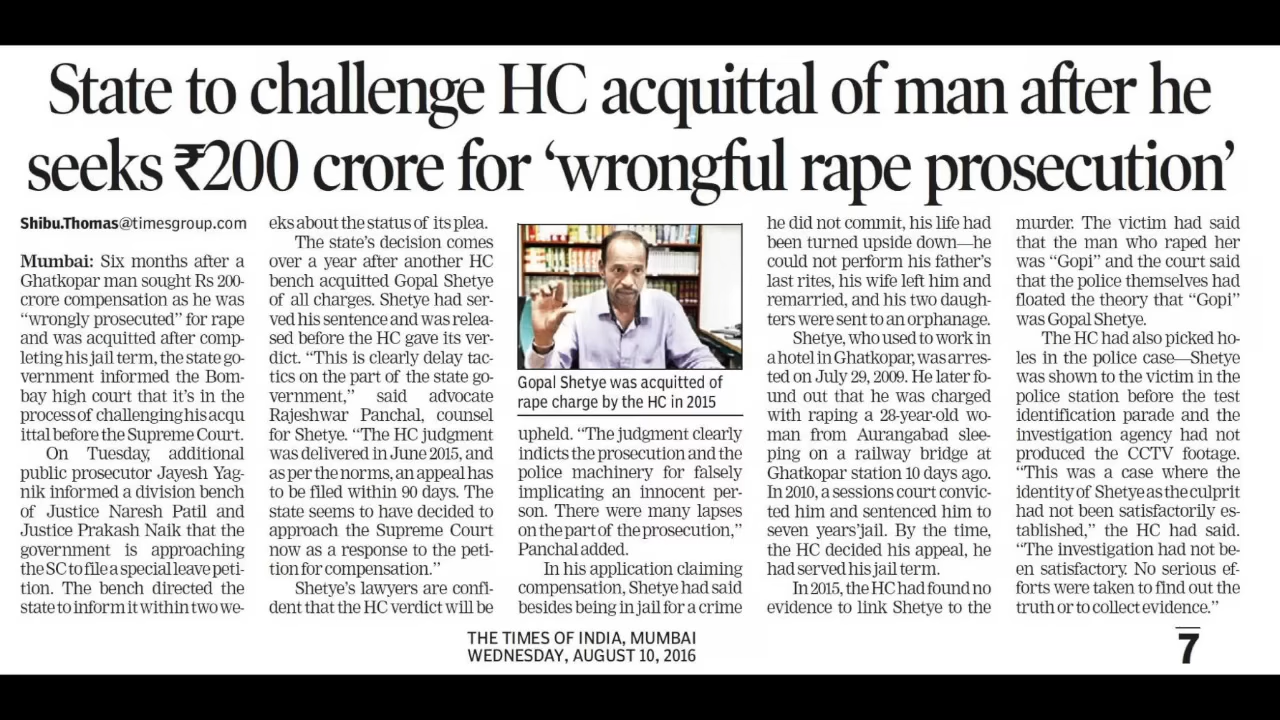 State to challenge HC acquittal of man after he
seeks ₹200 crore for ‘wrongful rape prosecution’
Shibu.Thomas@timesgroup.com
Mumbai: Six months after a
Ghatkopar man sought Rs 200-
crore compensation as he was
“wrongly prosecuted” for rape
and was acquitted after comp-
leting his jail term, the state go-
vernment informed the Bom-
bay high court that it’s in the
process of challenging his acqu
ittal before the Supreme Court.
On Tuesday, additional
public prosecutor Jayesh Yag-
nik informed a division bench
of Justice Naresh Patil and
Justice Prakash Naik that the
government is approaching
the SC to file a special leave peti-
tion. The bench directed the
state to inform it within two we-
eks about the status of its plea.
The state’s decision comes
over a year after another HC
bench acquitted Gopal Shetye
of all charges. Shetye had ser-
ved his sentence and was relea-
sed before the HC gave its ver-
dict. “This is clearly delay tac-
tics on the part of the state go-
vernment,” said advocate
Rajeshwar Panchal, counsel
for Shetye. “The HC judgment
was delivered in June 2015, and
as per the norms, an appeal has
to be filed within 90 days. The
state seems to have decided to
approach the Supreme Court
now as a response to the peti-
tion for compensation.”
Shetye’s lawyers are confi-
dent that the HC verdict will be
Gopal Shetye was acquitted of
rape charge by the HC in 2015
upheld. “The judgment clearly
indicts the prosecution and the
police machinery for falsely
implicating an innocent per-
son. There were many lapses
on the part of the prosecution,”
Panchal added.
In his application claiming
compensation, Shetye had said
besides being in jail for a crime
he did not commit, his life had
been turned upside down—he
could not perform his father’s
last rites, his wife left him and
remarried, and his two daugh-
ters were sent to an orphanage.
Shetye, who used to work in
a hotel in Ghatkopar, was arres-
ted on July 29, 2009. He later fo-
und out that he was charged
with raping a 28-year-old wo-
man from Aurangabad slee-
ping on a railway bridge at
Ghatkopar station 10 days ago.
In 2010, a sessions court convic-
ted him and sentenced him to
seven years’ jail. By the time,
the HC decided his appeal, he
had served his jail term.
In 2015, the HC had found no
evidence to link Shetye to the
murder. The victim had said
that the man who raped her
was “Gopi” and the court said
that the police themselves had
floated the theory that “Gopi”
was Gopal Shetye.
The HC had also picked ho-
les in the police case—Shetye
was shown to the victim in the
police station before the test
identification parade and the
investigation agency had not
produced the CCTV footage.
“This was a case where the
identity of Shetye as the culprit
had not been satisfactorily es-
tablished,” the HC had said.
“The investigation had not be-
en satisfactory. No serious ef-
forts were taken to find out the
truth or to collect evidence.”
THE TIMES OF INDIA, MUMBAI
WEDNESDAY, AUGUST 10, 2016
7